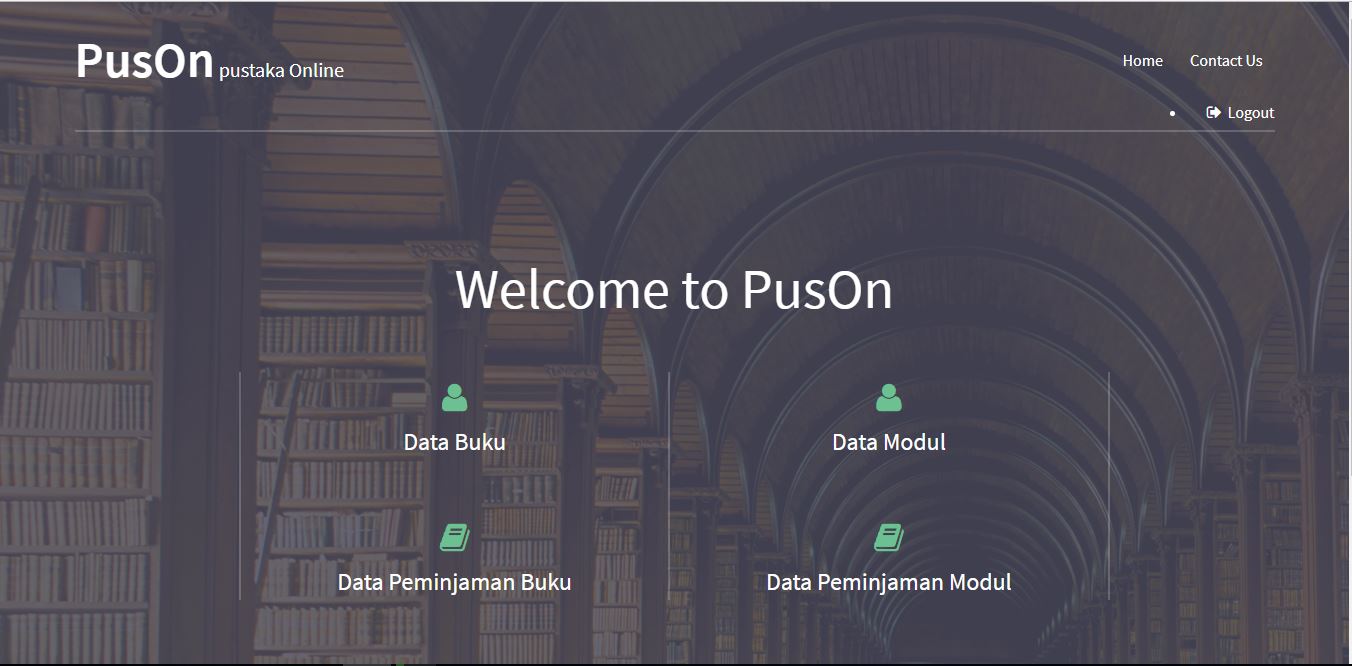 PusOn pustaka Online
Home Contact Us
Logout
Welcome to PusOn
Data Buku Data Modul
Data Peminjaman Buku Data Peminjaman Modul